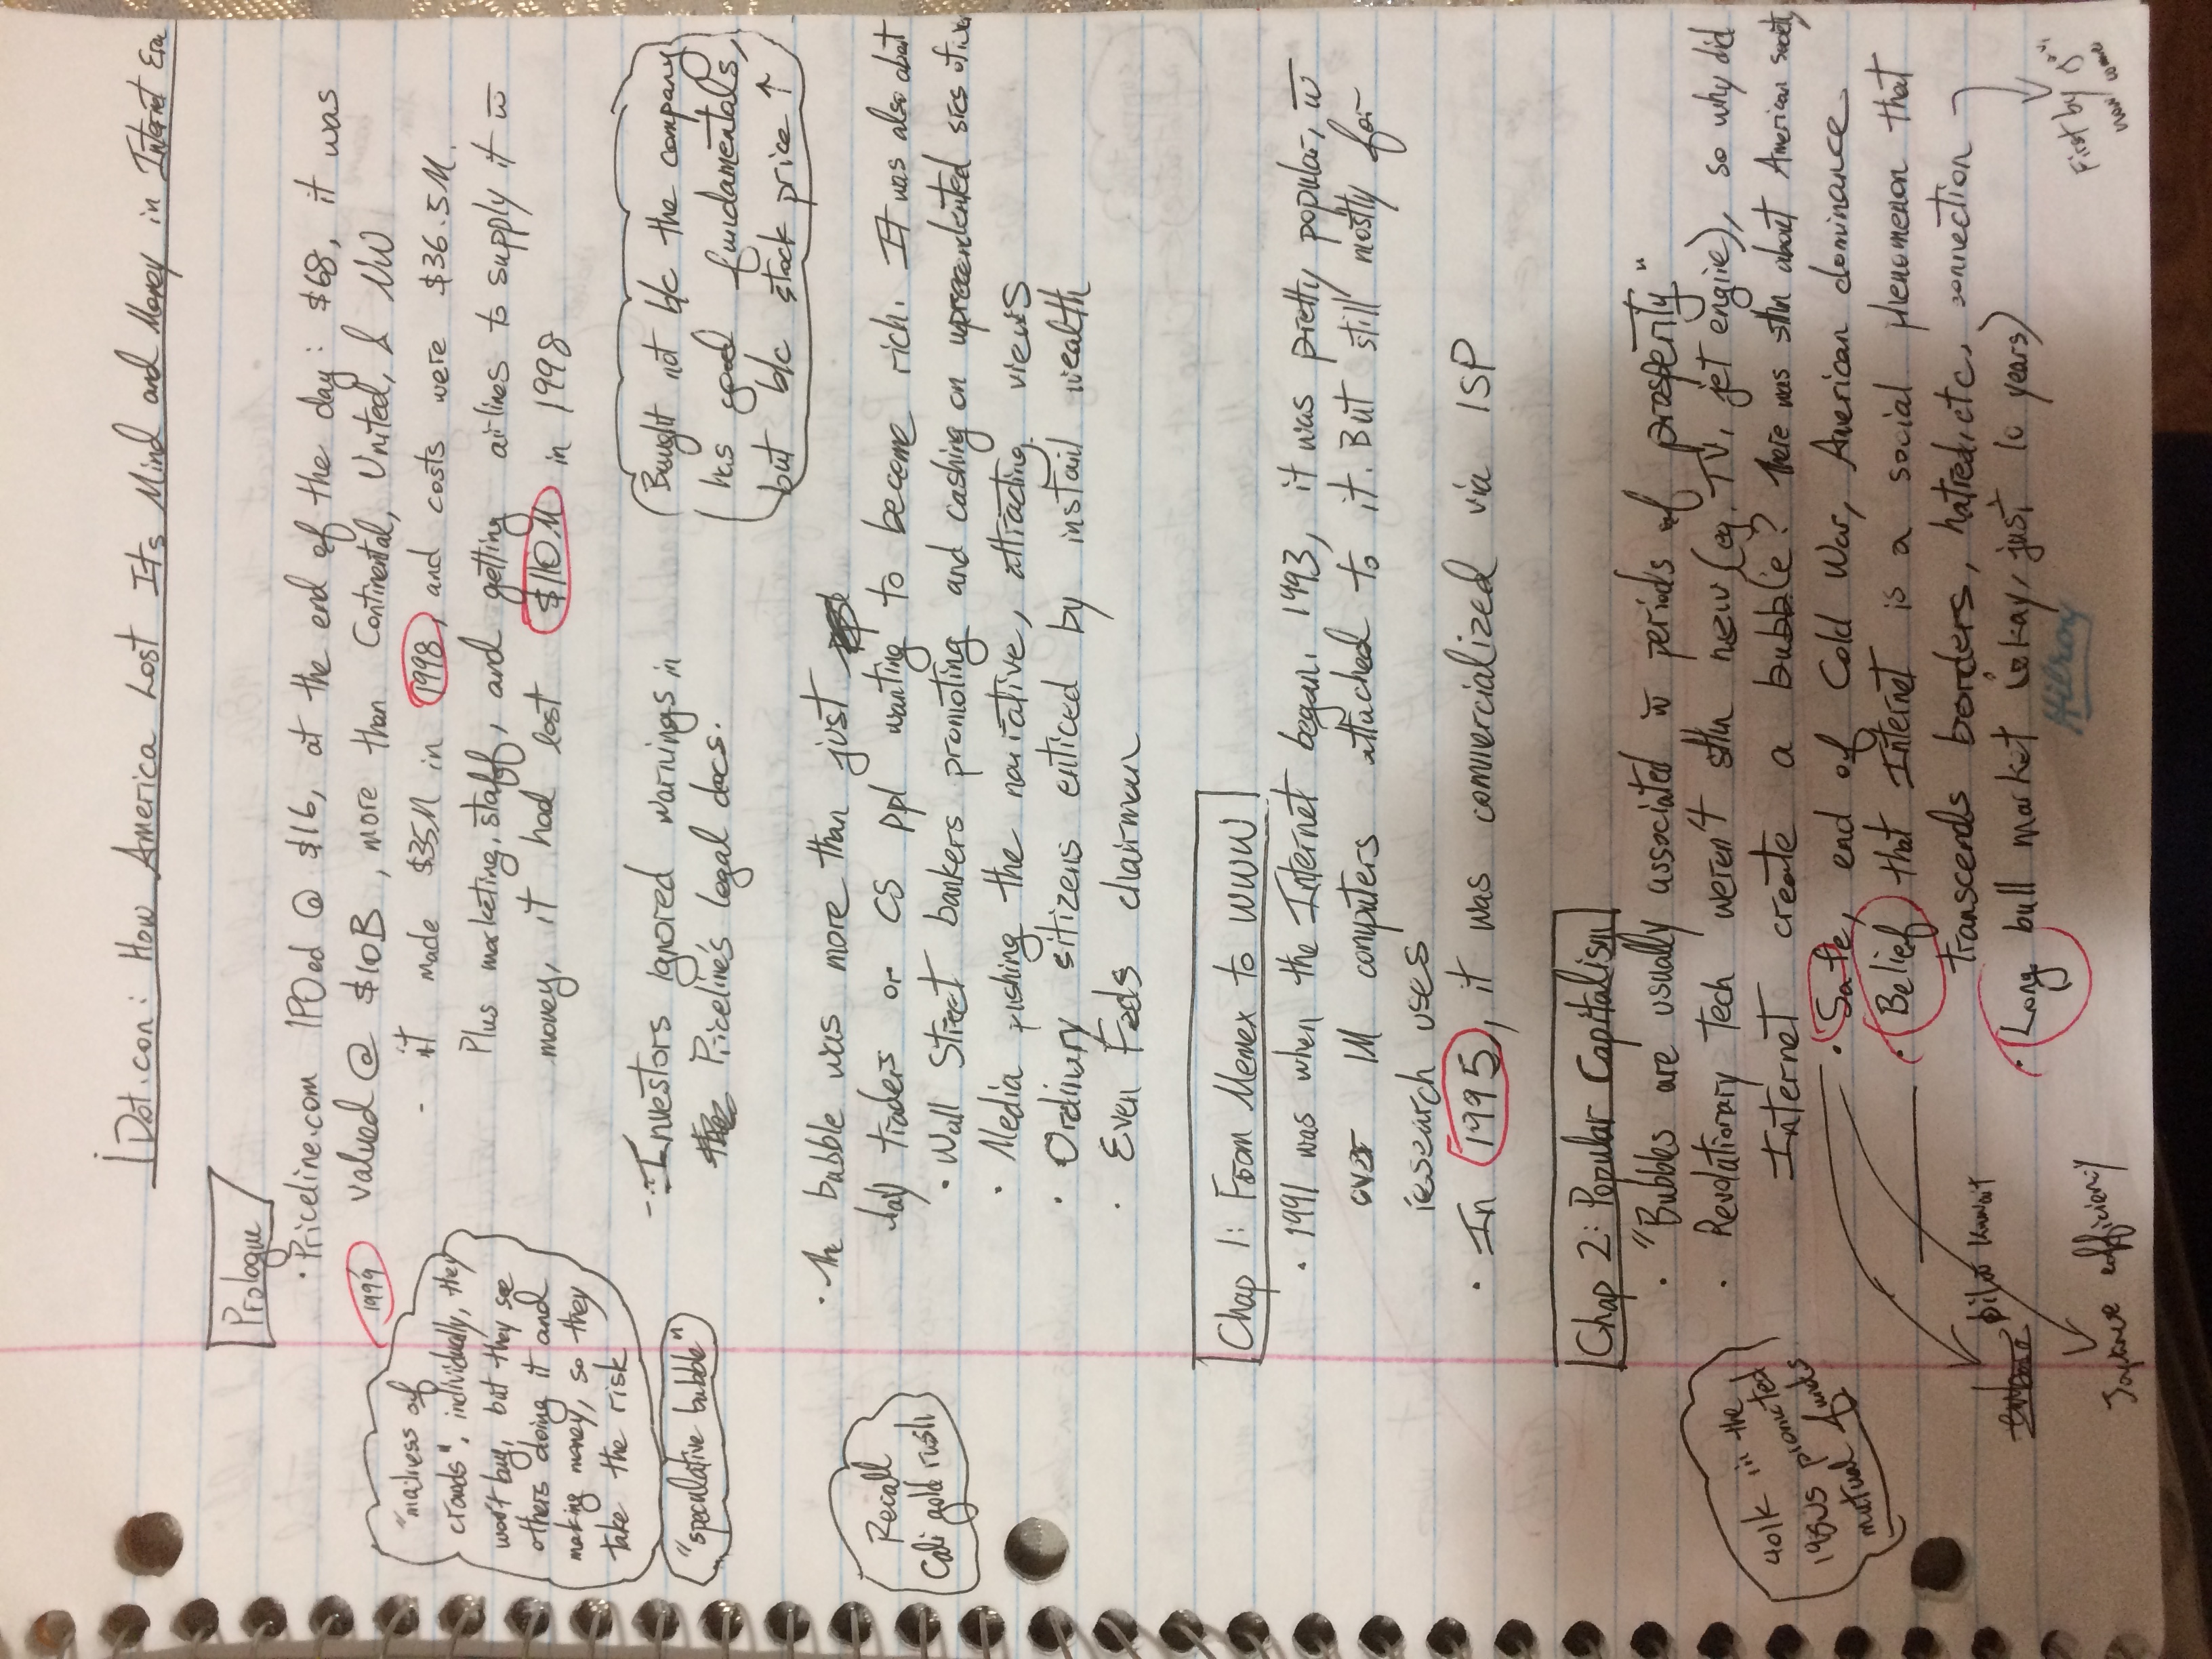 Dot.con: How America Lost Its Mind and Money in Internet Era
Prologue
• Priceline.com IPOed @ $16, at the end of the day: $68, it was
1999
valued @ $10B, more than Continental, United, & NW
- it made $35M in 1998, and costs were $36.5M.
Plus marketing, staff, and getting airlines to supply it w̄
money, it had lost $110M in 1998
"madness of
crowds", individually, they
won't buy, but they see
others doing it and
making money, so they
take the risk
"speculative bubble"
Investors ignored warnings in
Priceline's legal docs.
Bought not b/c the company
has good fundamentals,
but b/c stock price ↑
• The bubble was more than just
day traders or CS ppl wanting to become rich. It was also about
Recall
Cali gold rush
• Wall Street bankers promoting and cashing on
• Media pushing the narrative, attracting views
• Ordinary citizens enticed by instant wealth
• Even Feds chairman
Chap 1: From Memex to WWW
• 1991 was when the Internet began. 1993, it was pretty popular, w̄
over 1M computers attached to it. But still mostly for
research uses
• In 1995, it was commercialized via ISP
Chap 2: Popular Capitalism
• "Bubbles are usually associated w̄ periods of prosperity"
• Revolutionary Tech weren't sthn new (eg. TV, jet engine), so why did
Internet create a bubble? There was sthn about American society,
401k in the
1980s promoted
mutual funds
• Safe, end of Cold War, American dominance
• Belief that Internet is a social phenomenon that
transcends borders, hatred, etc, connection
• Long bull market (okay, just 10 years)
Kuwait
Japanese efficiency
First by gov,
now
Hilroy